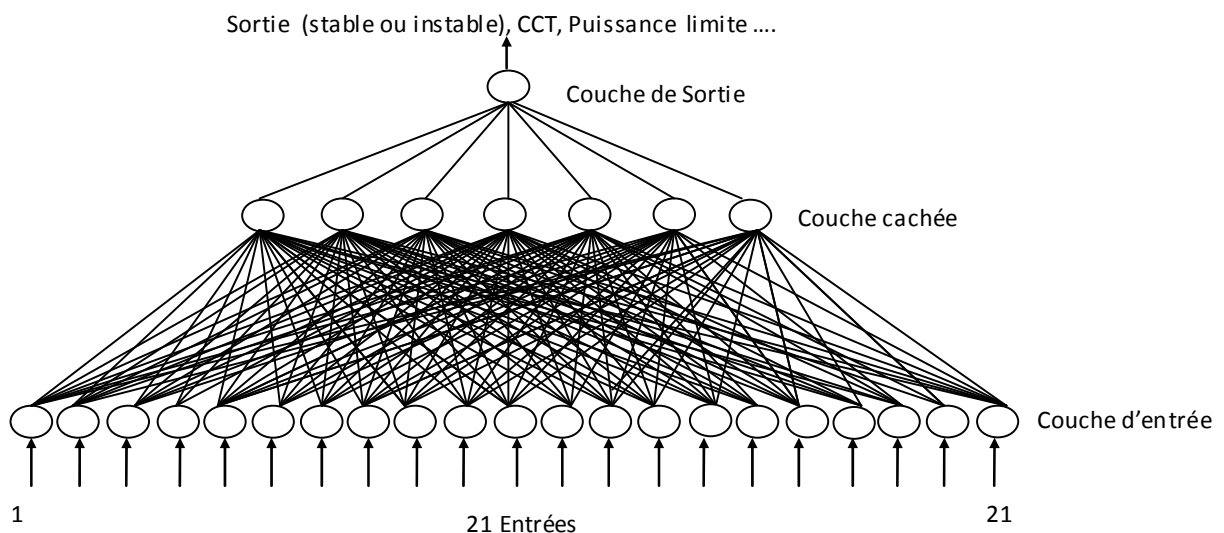 Sortie (stable ou instable), CCT, Puissance limite ....
Couche de Sortie
Couche cachée
Couche d’entrée
1
21 Entrées
21